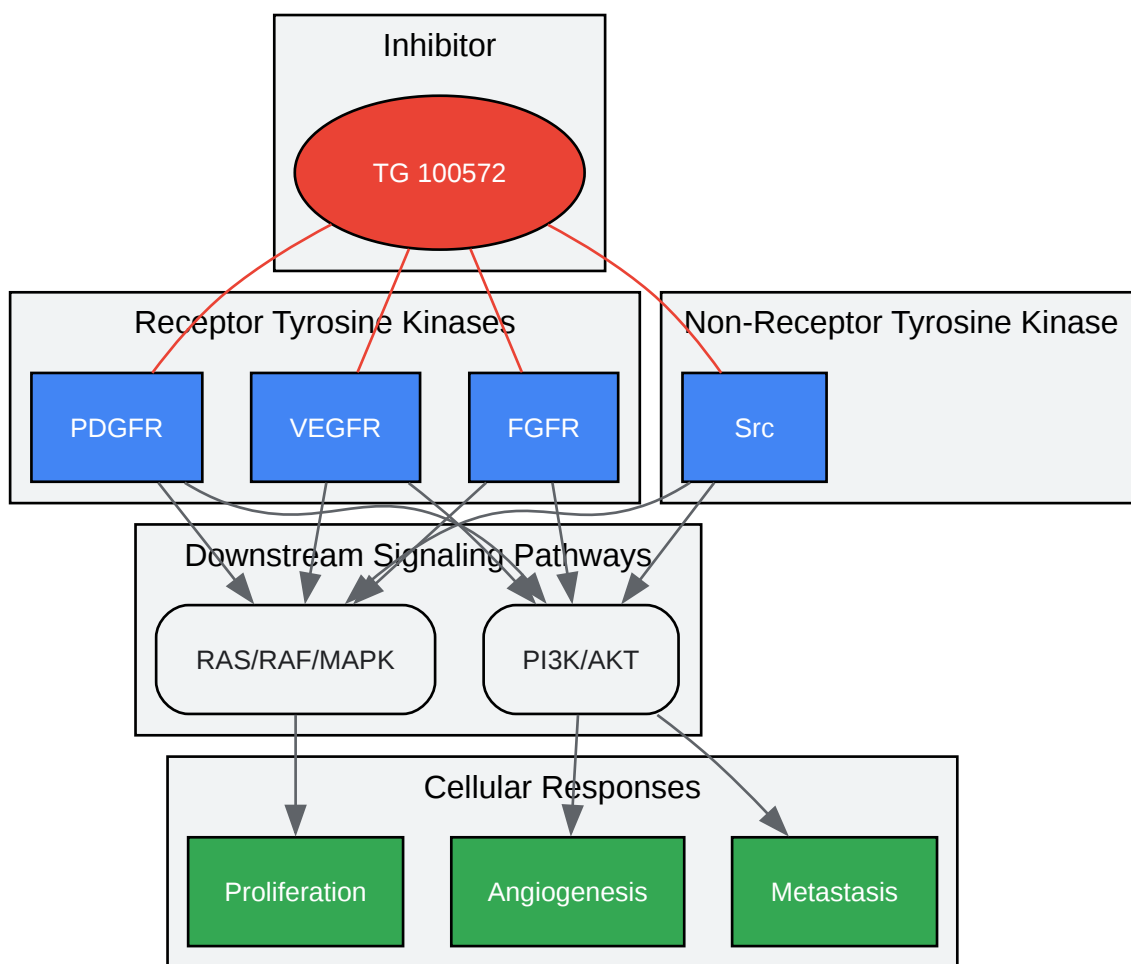 Inhibitor
TG 100572
Receptor Tyrosine Kinases
Non-Receptor Tyrosine Kinase
PDGFR
VEGFR
FGFR
Src
Downstream Signaling Pathways
RAS/RAF/MAPK
PI3K/AKT
Cellular Responses
Proliferation
Angiogenesis
Metastasis